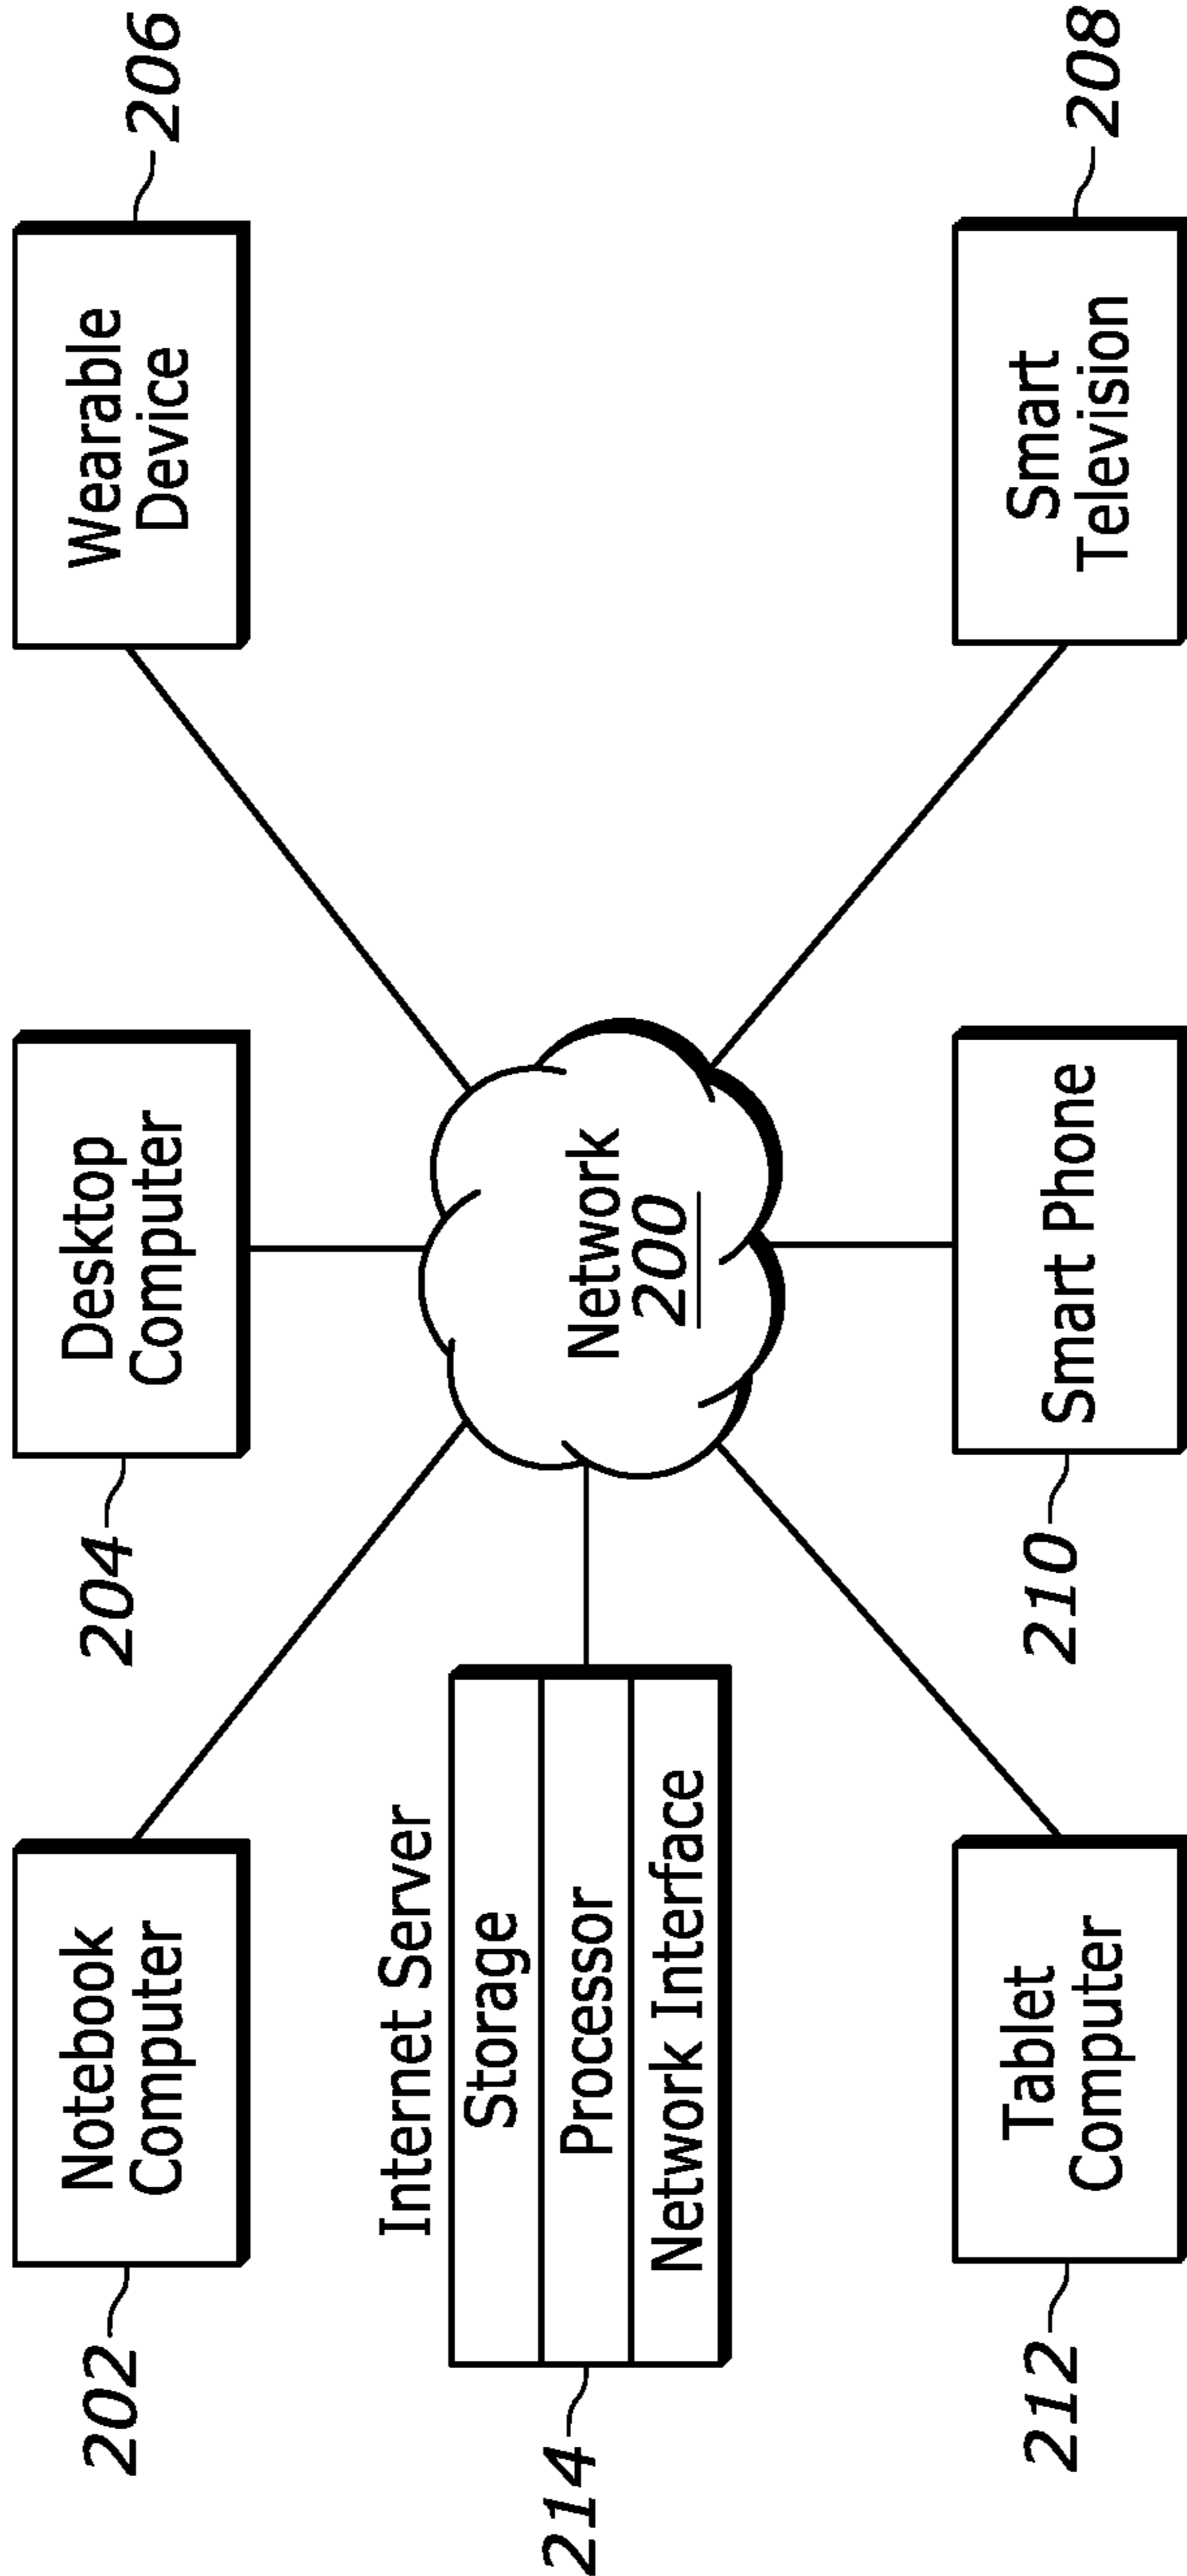 202
Notebook
Computer
204
Desktop
Computer
Wearable
Device
206
Internet Server
214
Storage
Processor
Network Interface
Network
200
212
Tablet
Computer
210
Smart Phone
Smart
Television
208